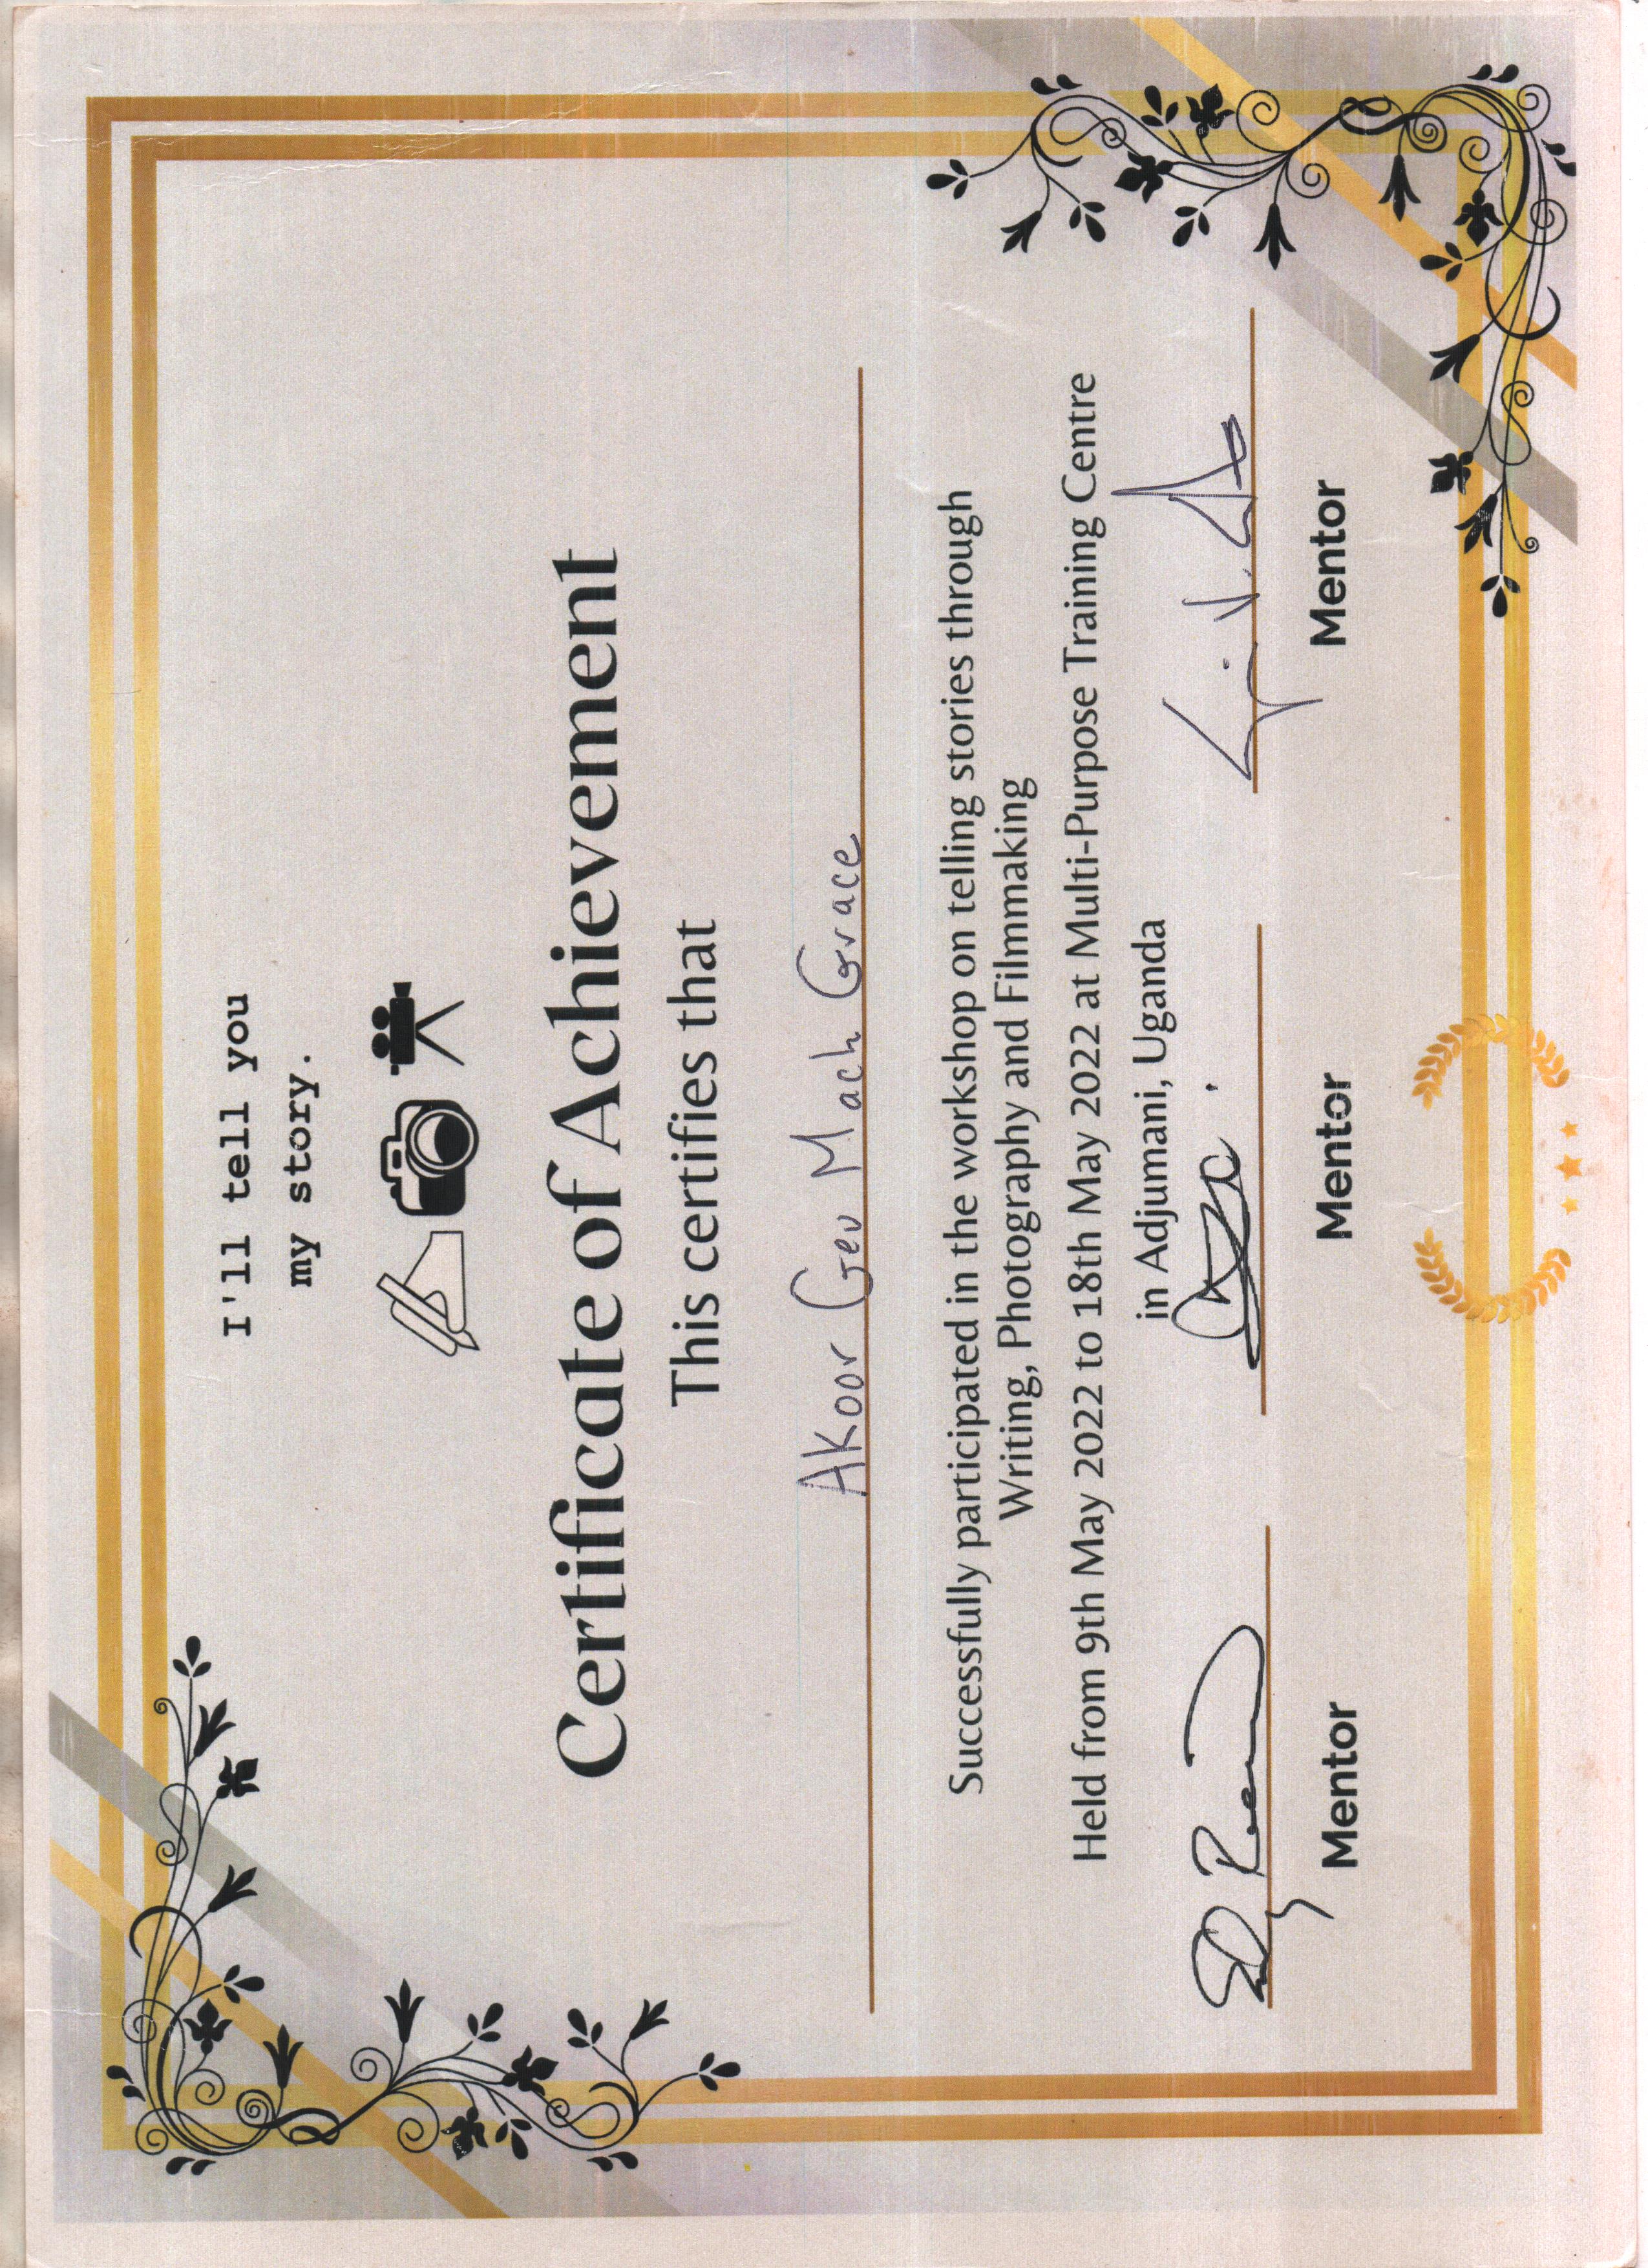 I'll tell you
my story.
Certificate of Achievement
This certifies that
Akoor Geu Mach Grace
Successfully participated in the workshop on telling stories through
Writing, Photography and Filmmaking
Held from 9th May 2022 to 18th May 2022 at Multi-Purpose Training Centre
in Adjumani, Uganda
Mentor
Mentor
Mentor